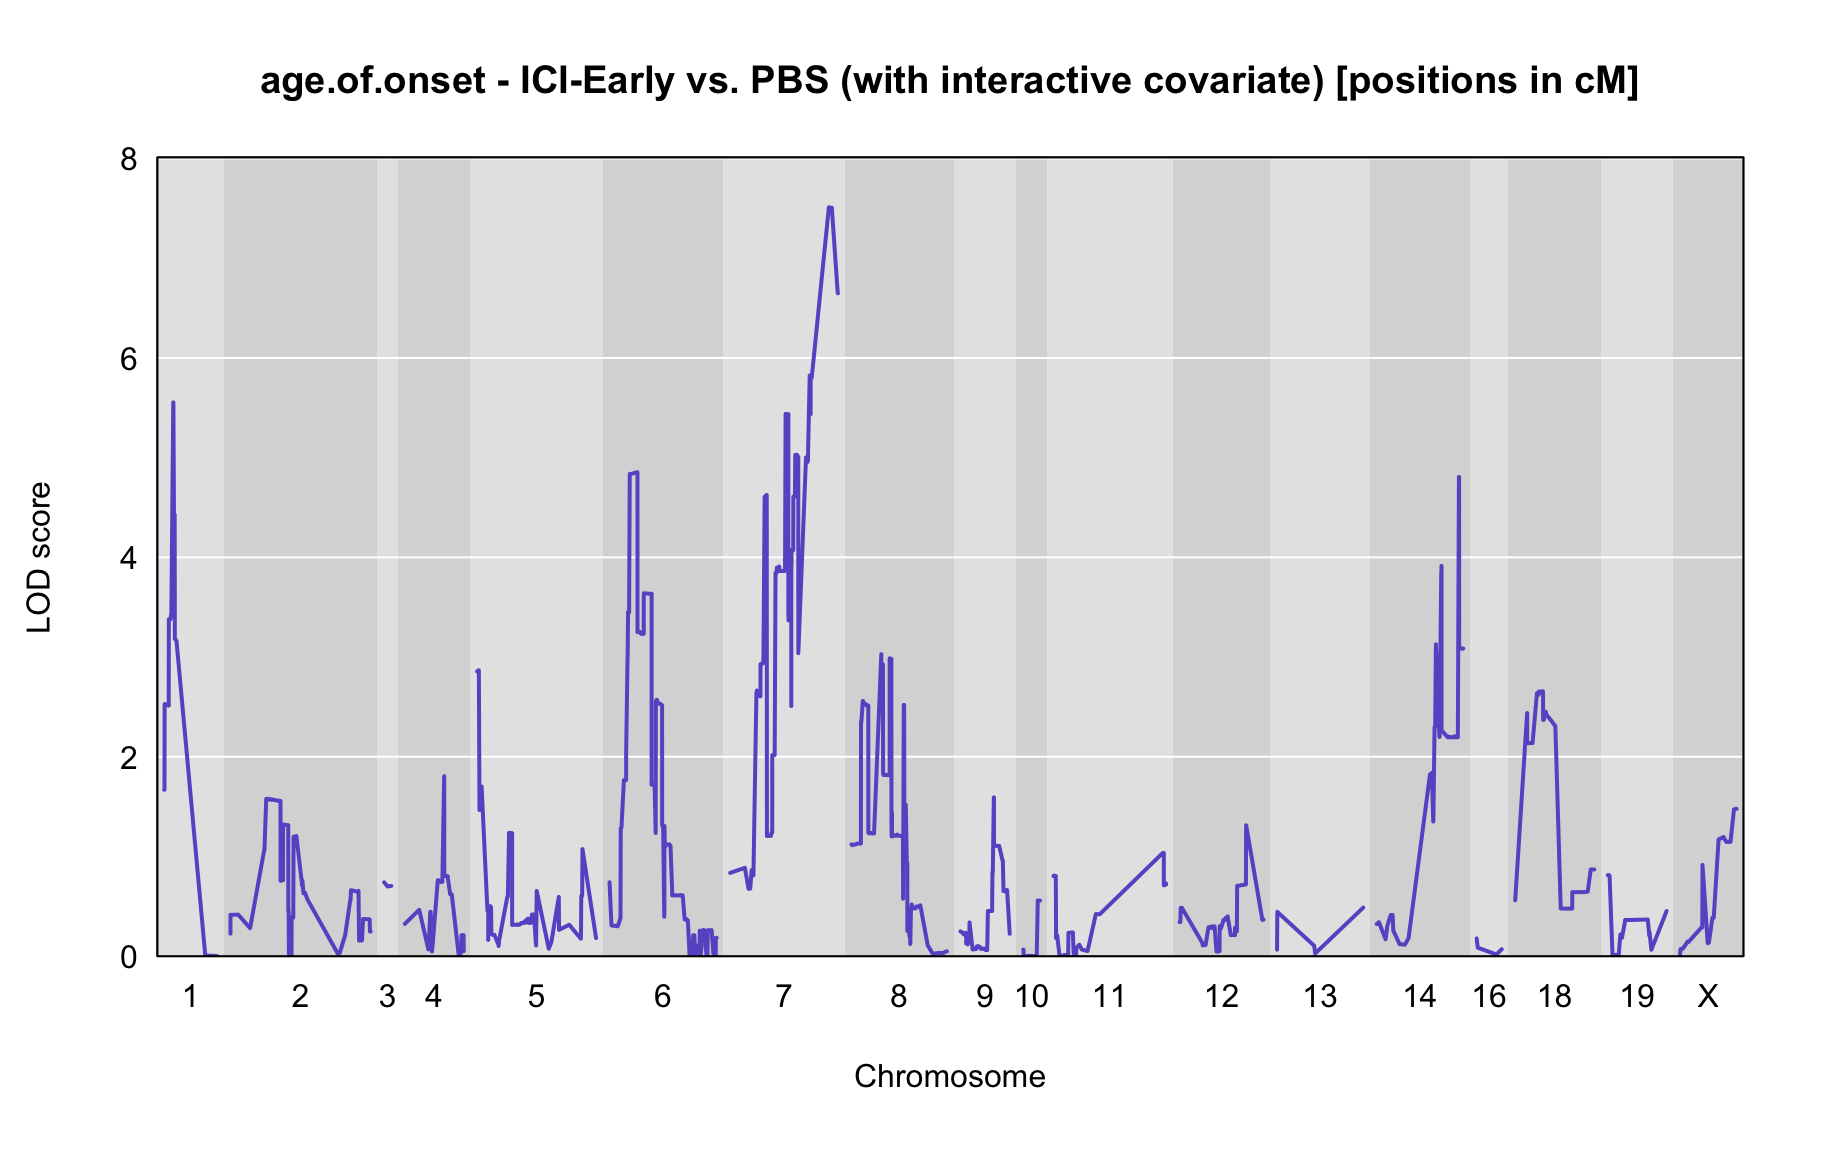 age.of.onset - ICI-Early vs. PBS (with interactive covariate) [positions in cM]
8
6
4
2
0
LOD score
1 2 3 4 5 6 7 8 9 10 11 12 13 14 16 18 19 X
Chromosome